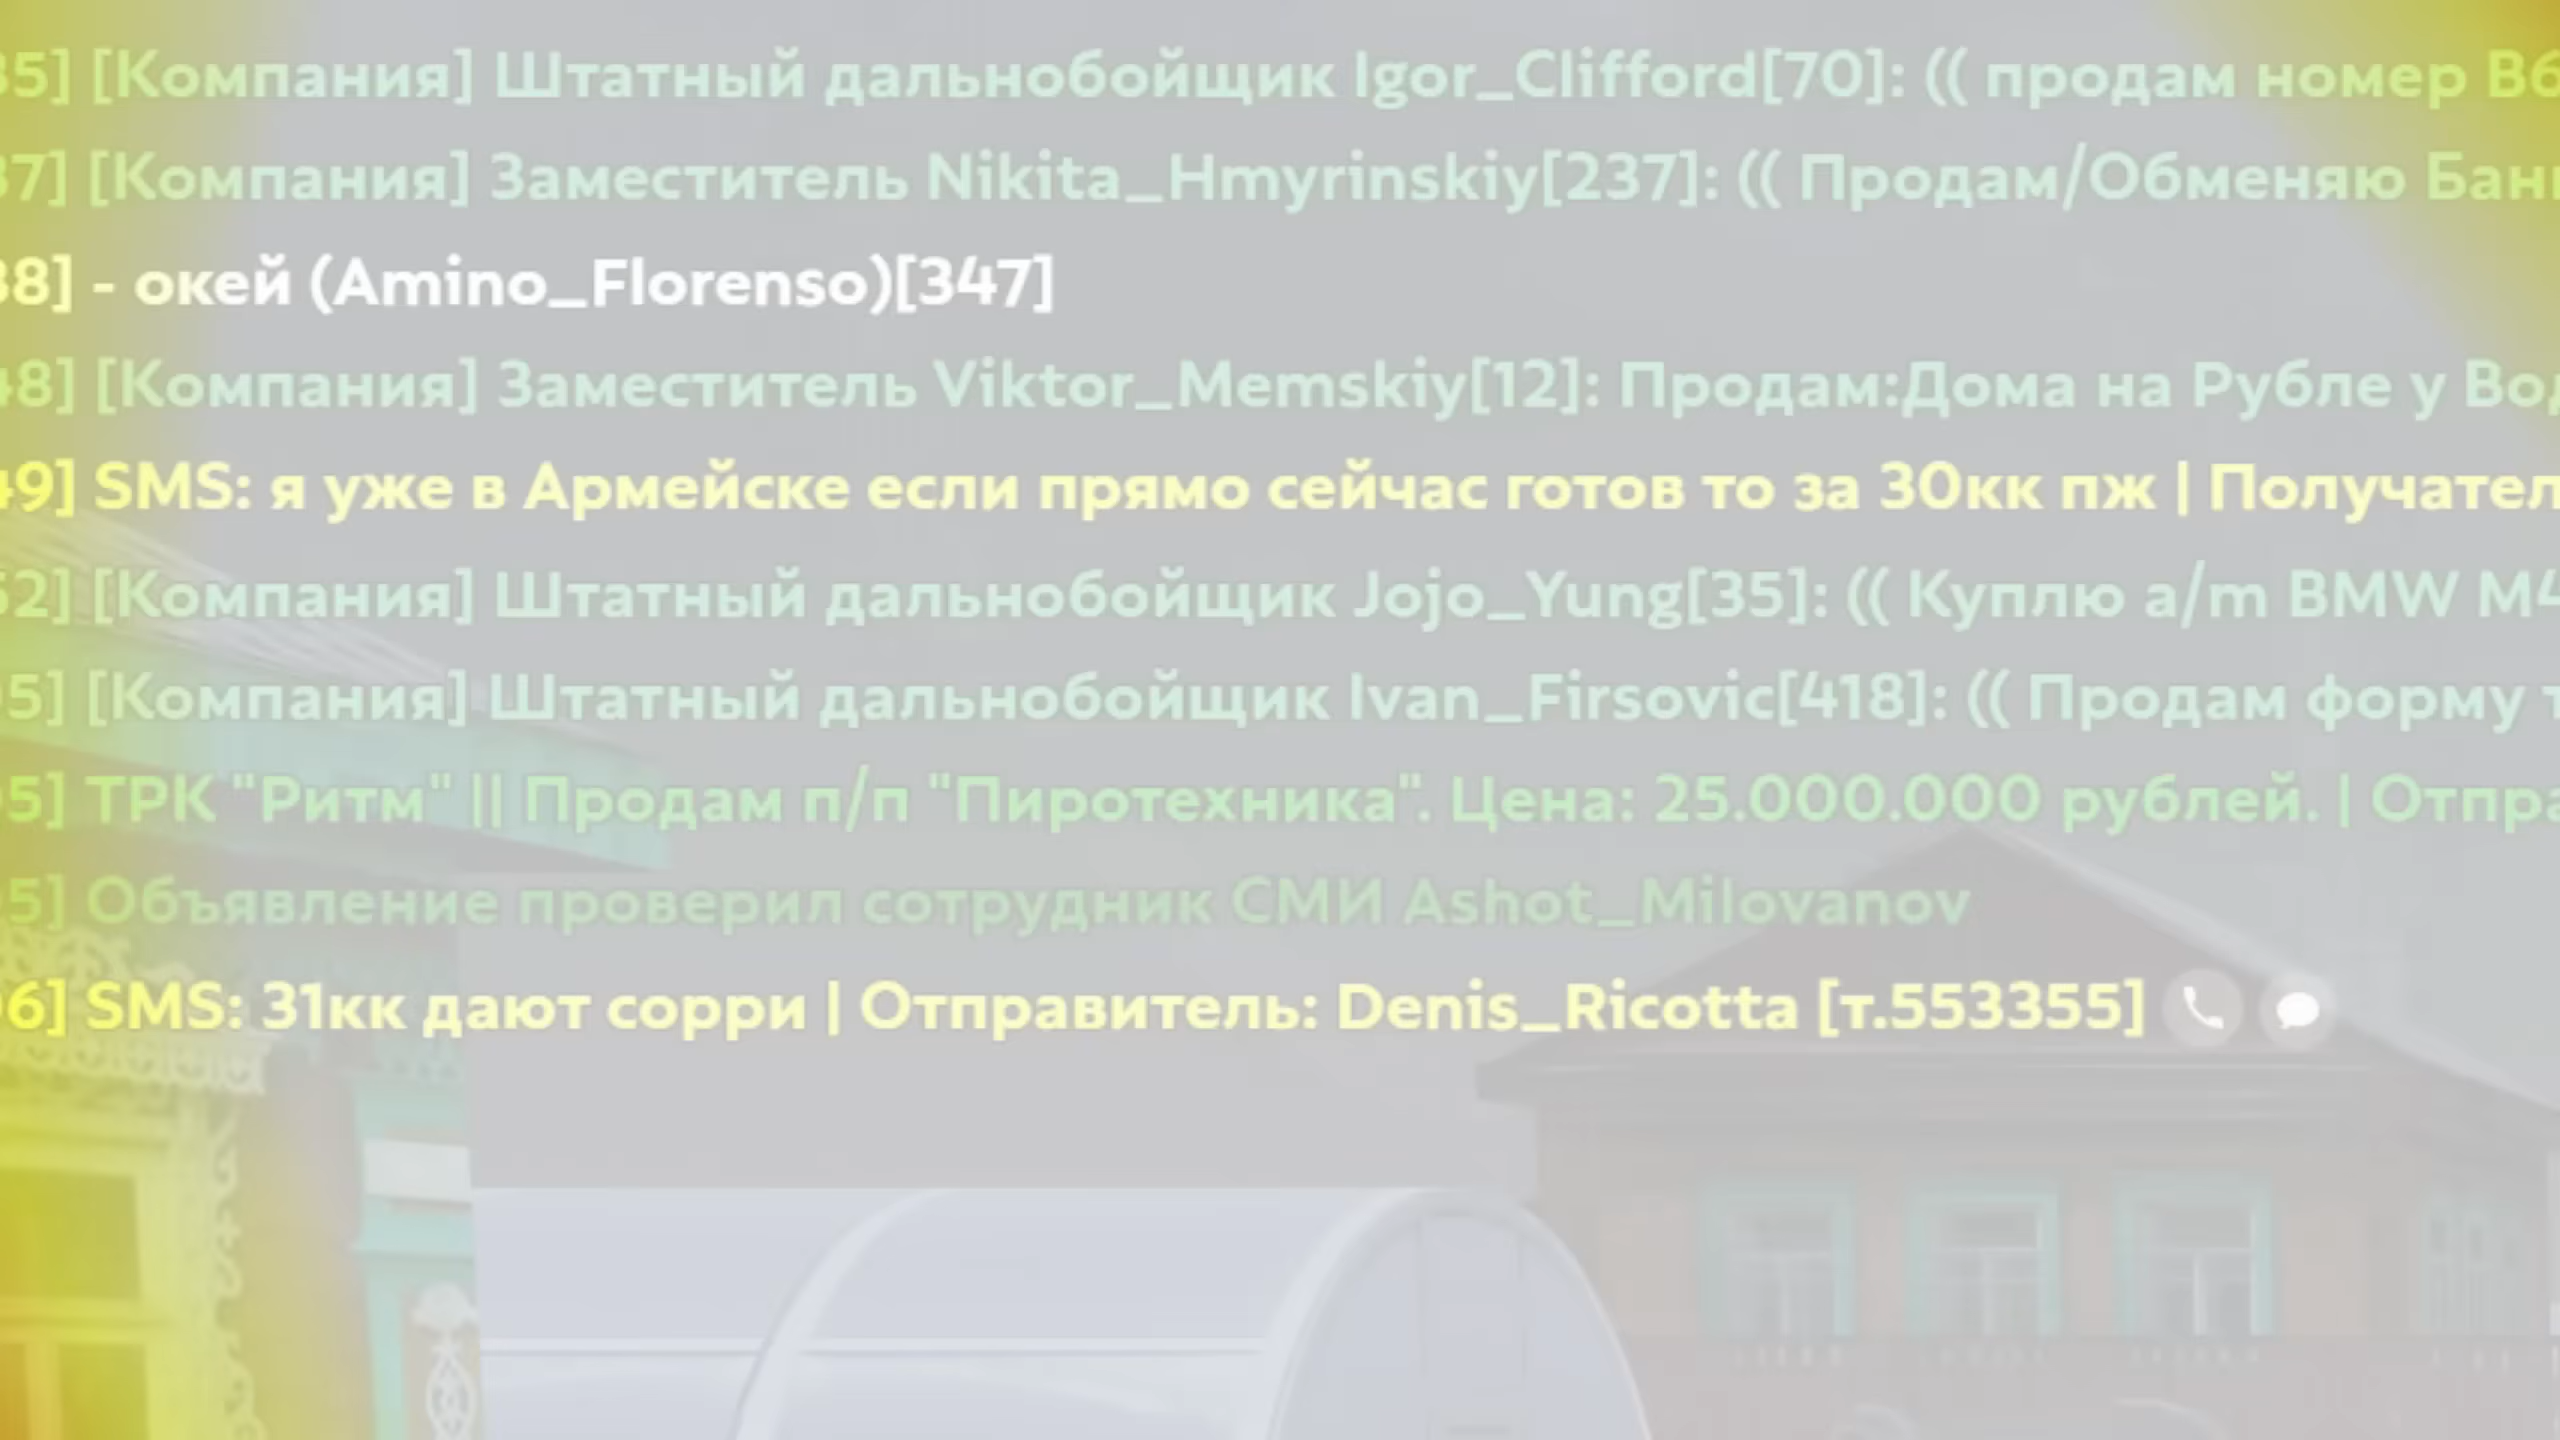 35] [Компания] Штатный дальнобойщик Igor_Clifford[70]: (( продам номер В6
37] [Компания] Заместитель Nikita_Hmyrinskiy[237]: (( Продам/Обменяю Бан
38] - окей (Amino_Florenso)[347]
48] [Компания] Заместитель Viktor_Memskiy[12]: Продам:Дома на Рубле у Вод
49] SMS: я уже в Армейске если прямо сейчас готов то за 30кк пж | Получател
52] [Компания] Штатный дальнобойщик Jojo_Yung[35]: (( Куплю а/m BMW M4
05] [Компания] Штатный дальнобойщик Ivan_Firsovic[418]: (( Продам форму т
05] ТРК "Ритм" || Продам п/п "Пиротехника". Цена: 25.000.000 рублей. | Отпра
05] Объявление проверил сотрудник СМИ Ashot_Milovanov
06] SMS: 31кк дают сорри | Отправитель: Denis_Ricotta [т.553355]